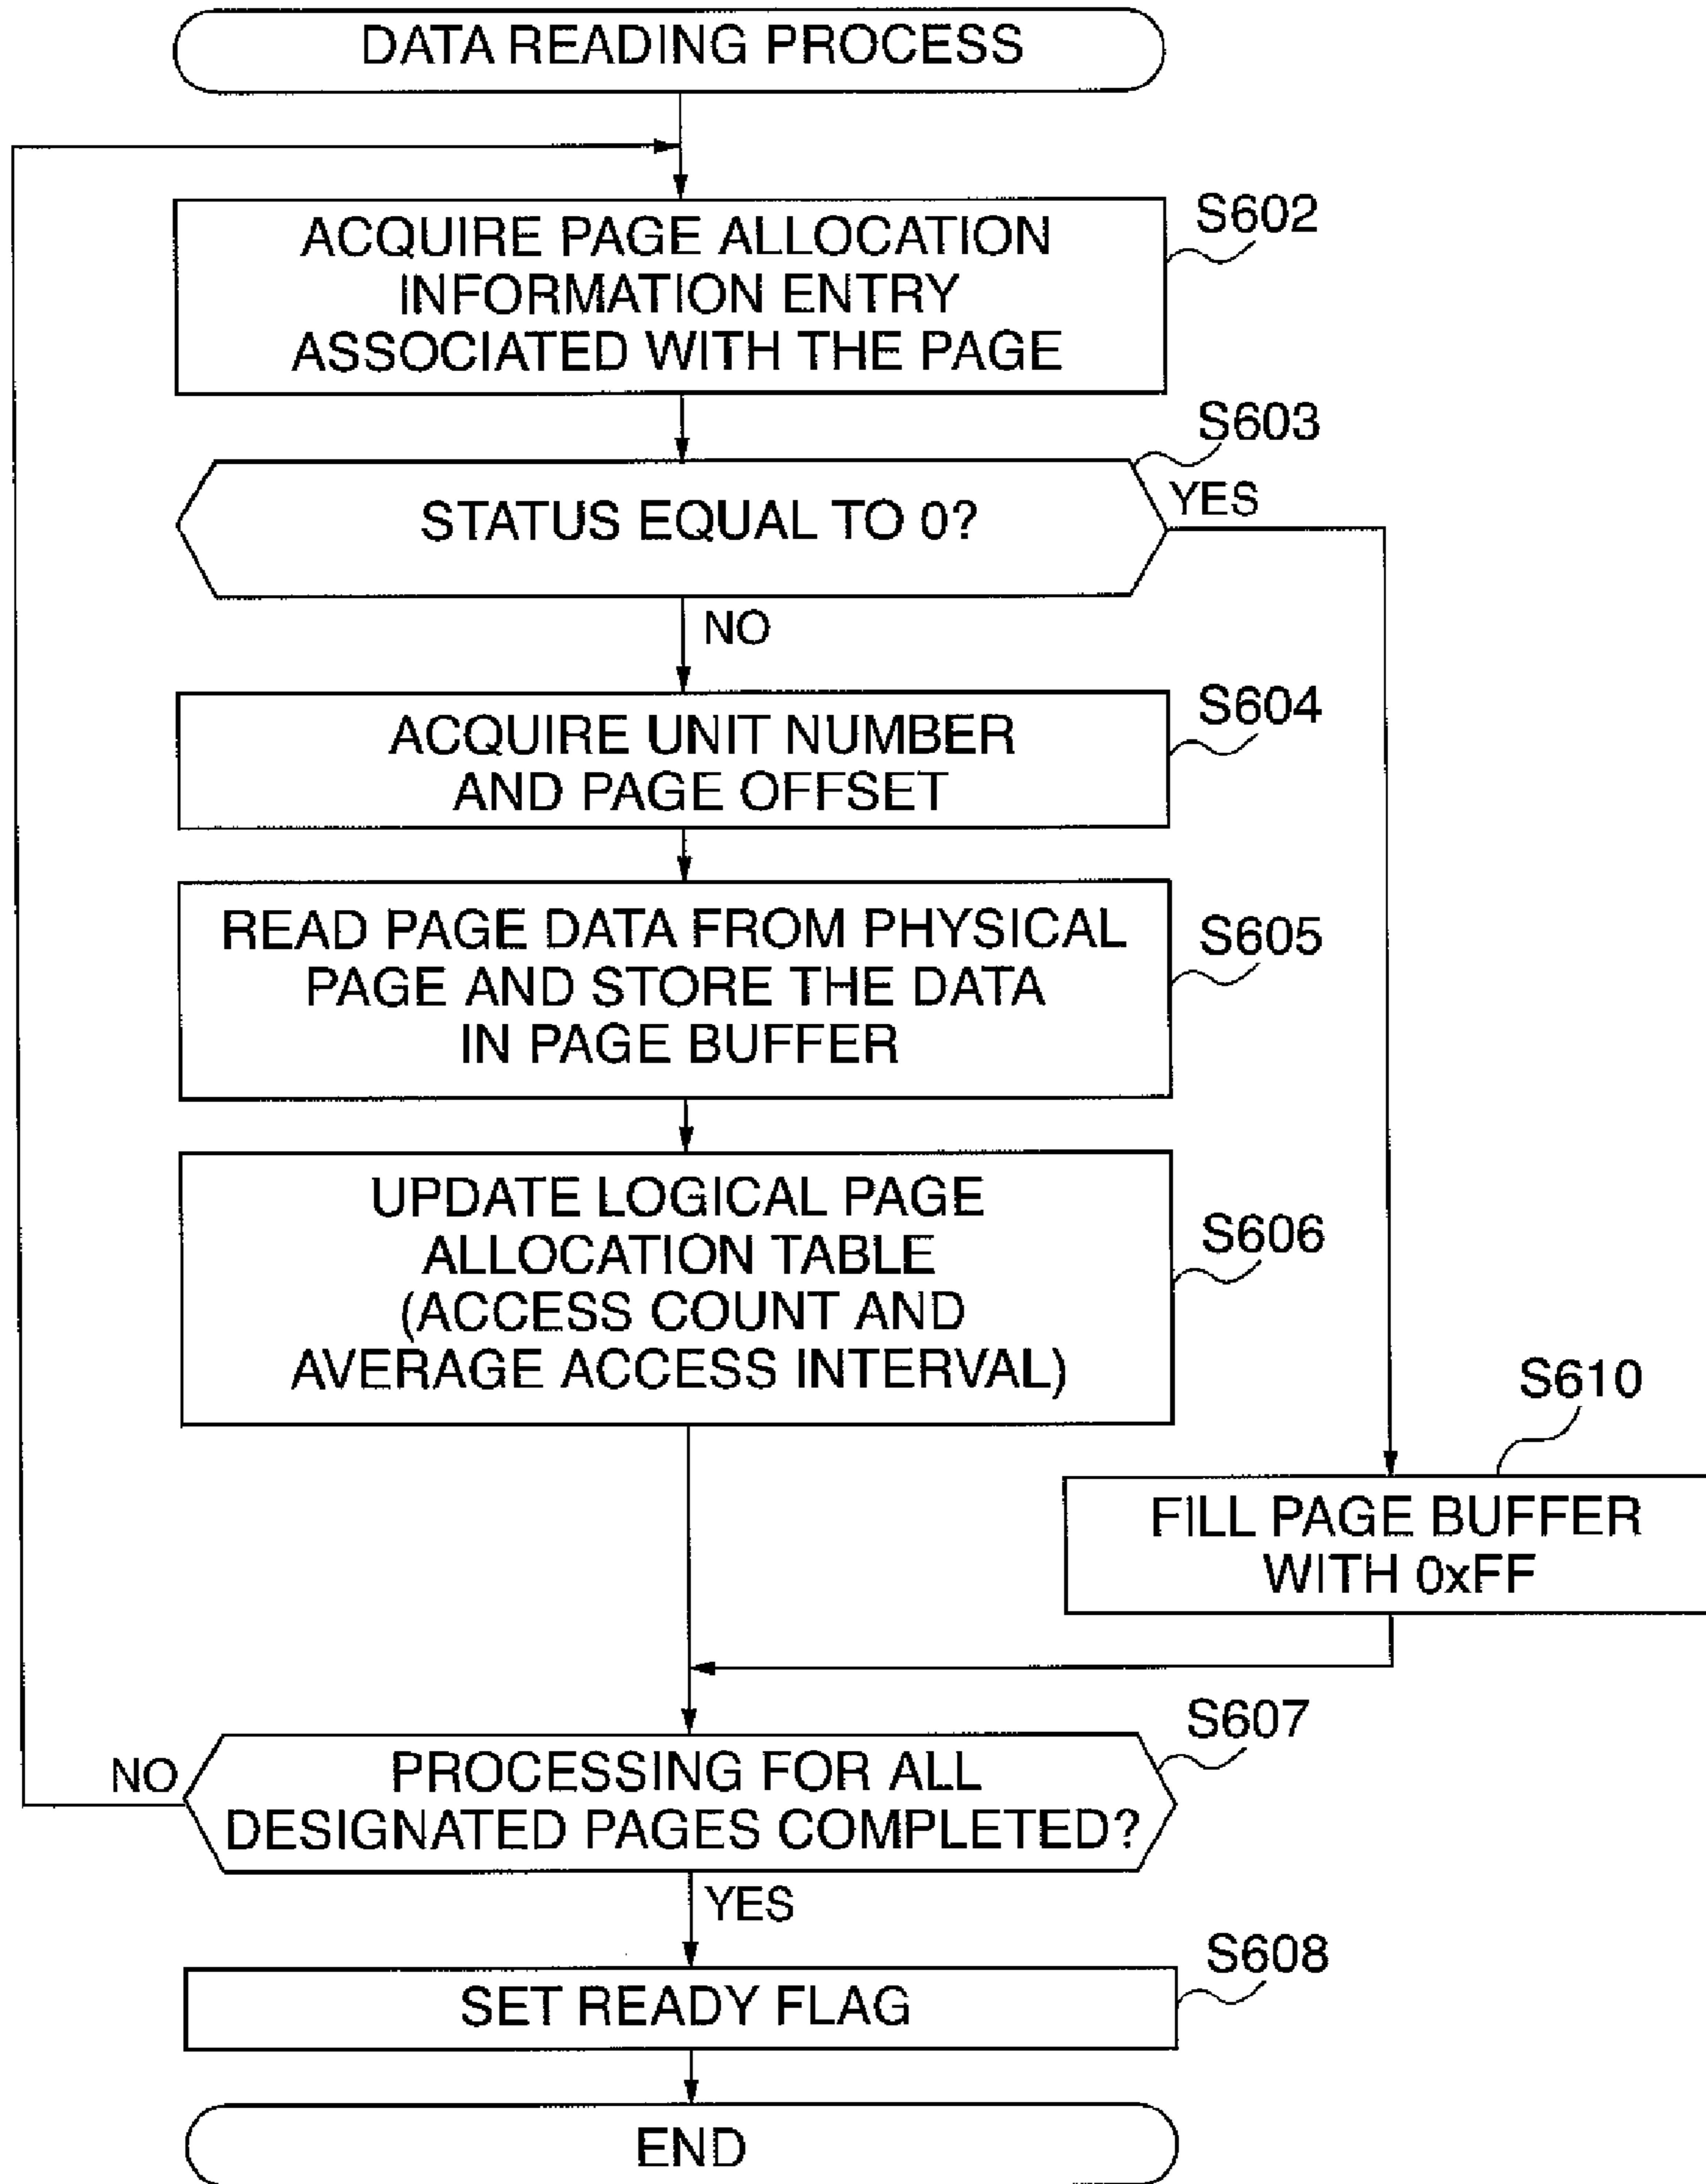 DATA READING PROCESS
ACQUIRE PAGE ALLOCATION
INFORMATION ENTRY
ASSOCIATED WITH THE PAGE
S602
STATUS EQUAL TO 0?
S603
YES
NO
ACQUIRE UNIT NUMBER
AND PAGE OFFSET
S604
READ PAGE DATA FROM PHYSICAL
PAGE AND STORE THE DATA
IN PAGE BUFFER
S605
UPDATE LOGICAL PAGE
ALLOCATION TABLE
(ACCESS COUNT AND
AVERAGE ACCESS INTERVAL)
S606
S610
FILL PAGE BUFFER
WITH 0xFF
S607
NO
PROCESSING FOR ALL
DESIGNATED PAGES COMPLETED?
YES
S608
SET READY FLAG
END